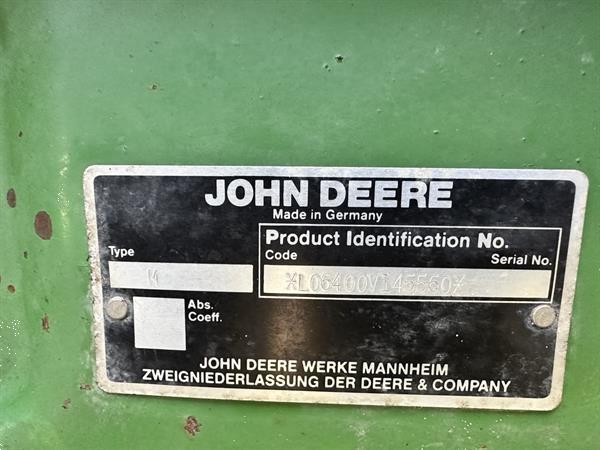 JOHN DEERE
Made in Germany
Product Identification No.
Type
Code Serial No.
M
Abs.
Coeff.
JOHN DEERE WERKE MANNHEIM
ZWEIGNIEDERLASSUNG DER DEERE & COMPANY